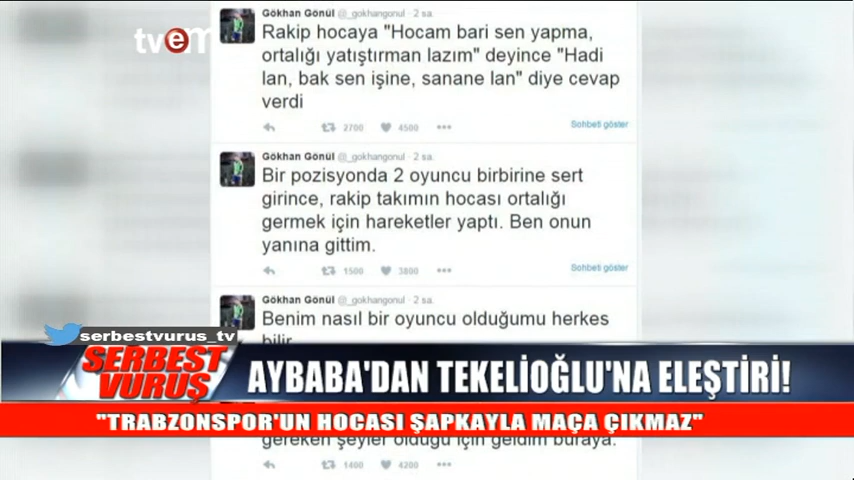 tvem
Gökhan Gönül @_gokhangonul · 2 sa.
Rakip hocaya "Hocam bari sen yapma,
ortalığı yatıştırman lazım" deyince "Hadi
lan, bak sen işine, sanane lan" diye cevap
verdi
2700 4500
Sohbeti göster
Gökhan Gönül @_gokhangonul · 2 sa.
Bir pozisyonda 2 oyuncu birbirine sert
girince, rakip takımın hocası ortalığı
germek için hareketler yaptı. Ben onun
yanına gittim.
1500 3800
Sohbeti göster
Gökhan Gönül @_gokhangonul · 2 sa.
Benim nasıl bir oyuncu olduğumu herkes
bilir
serbestvurus_tv
SERBEST
VURUŞ
AYBABA'DAN TEKELİOĞLU'NA ELEŞTİRİ!
"TRABZONSPOR'UN HOCASI ŞAPKAYLA MAÇA ÇIKMAZ"
gereken şeyler olduğu için geldim buraya.
1400 4200